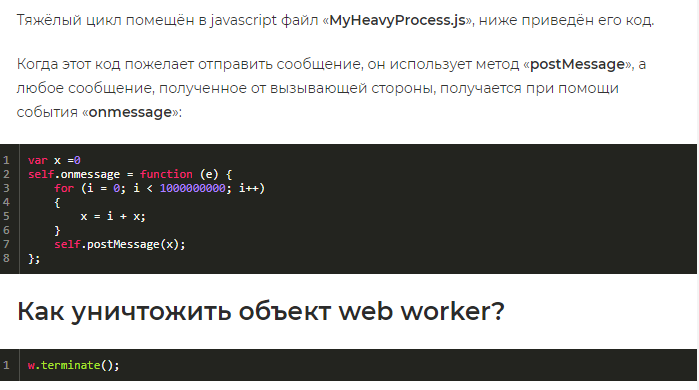 Тяжёлый цикл помещён в javascript файл «MyHeavyProcess.js», ниже приведён его код.
Когда этот код пожелает отправить сообщение, он использует метод «postMessage», а
любое сообщение, полученное от вызывающей стороны, получается при помощи
события «onmessage»:
1 var x =0
2 self.onmessage = function (e) {
3     for (i = 0; i < 1000000000; i++)
4     {
5         x = i + x;
6     }
7     self.postMessage(x);
8 };
Как уничтожить объект web worker?
1 w.terminate();